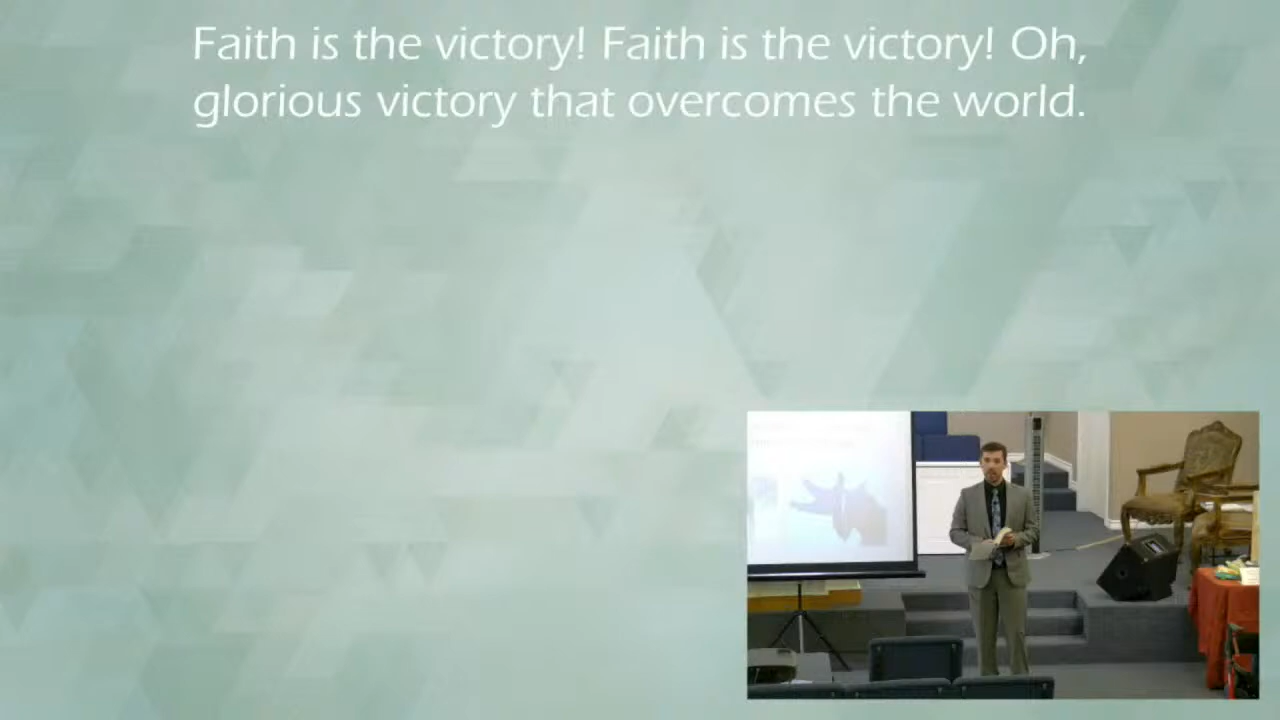 Faith is the victory! Faith is the victory! Oh,
glorious victory that overcomes the world.